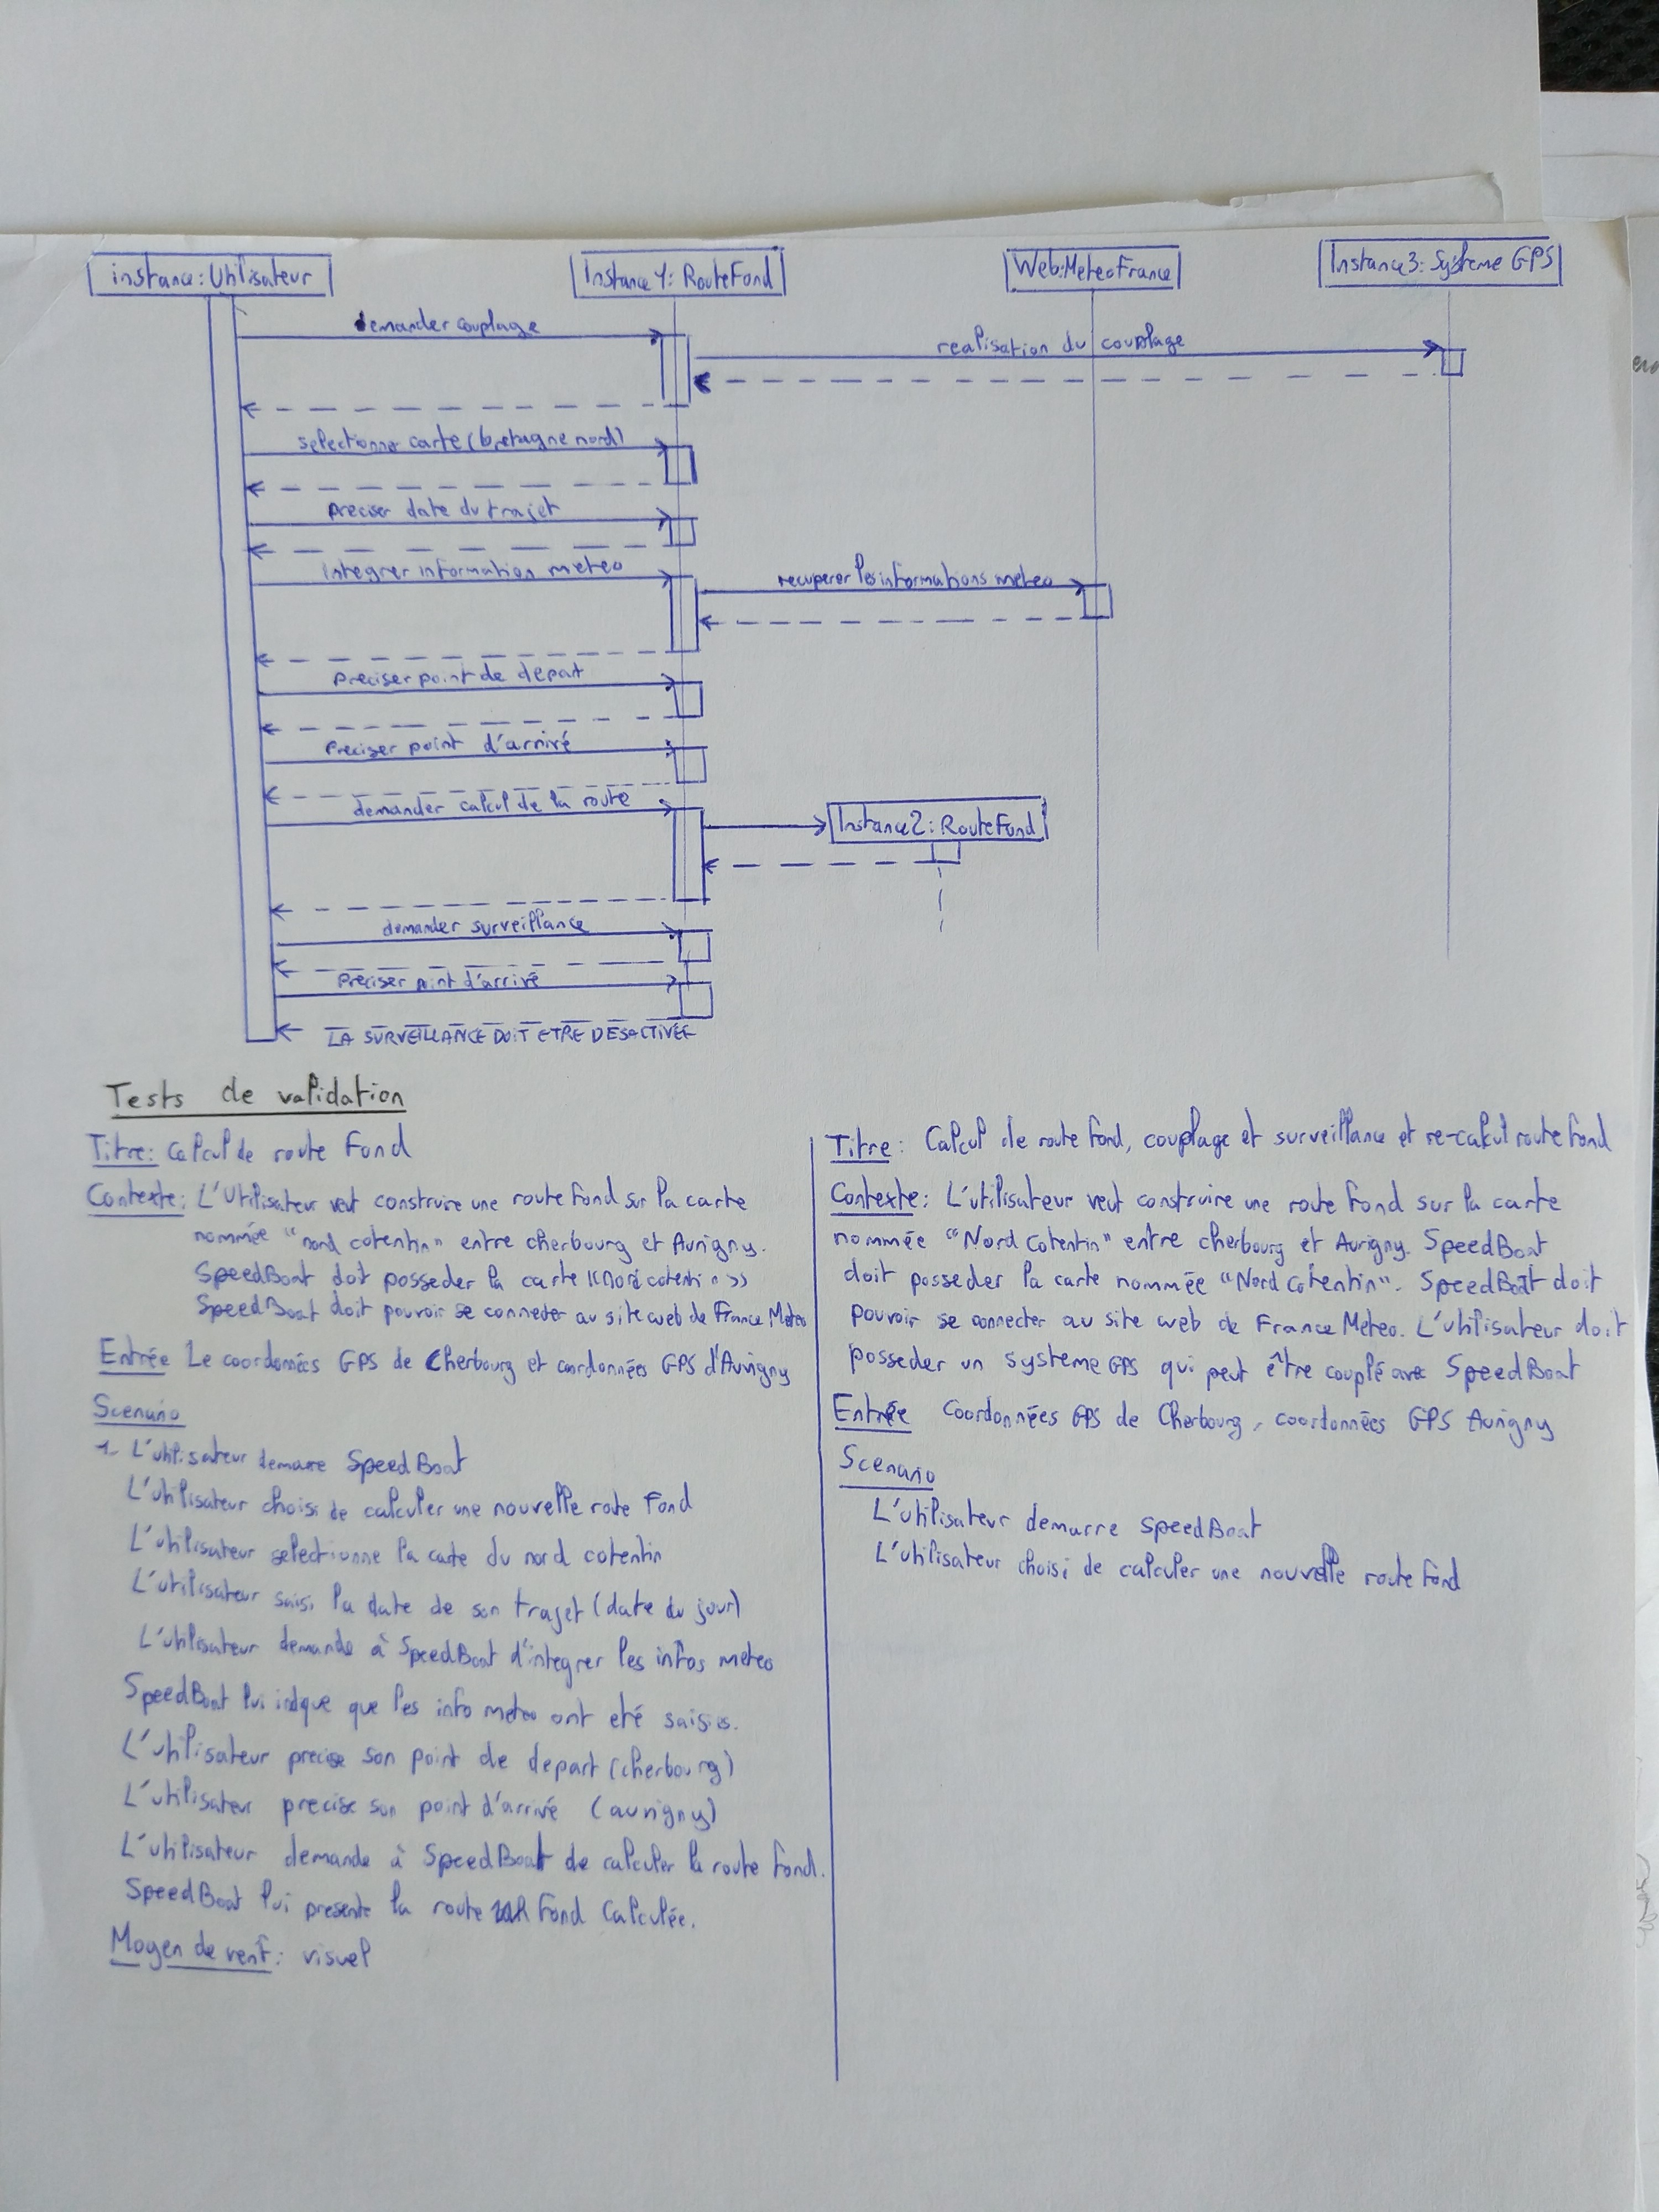 instance:Utilisateur
Instance1: RouteFond
Web:MeteoFrance
Instance3: Systeme GPS
demander couplage
realisation du couplage
selectionner carte (bretagne nord)
Preciser date du trajet
Integrer information meteo
recuperer les informations meteo
Preciser point de depart
Preciser point d'arrivé
demander calcul de la route
Instance2: RouteFond
demander surveillance
Preciser point d'arrivé
LA SURVEILLANCE DOIT ETRE DESACTIVEE
Tests de validation
Titre: Calcul de route Fond
Contexte: L'Utilisateur veut construire une route fond sur la carte
nommée "nord cotentin" entre cherbourg et Aurigny.
SpeedBoat doit posseder la carte <<Nord cotentin>>
SpeedBoat doit pouvoir se connecter au site web de France Meteo
Entrée Le coordonnées GPS de Cherbourg et coordonnées GPS d'Aurigny
Scenario
1- L'utilisateur demarre SpeedBoat
L'utilisateur choisi de calculer une nouvelle route Fond
L'utilisateur selectionne la carte du nord cotentin
L'utilisateur saisi la date de son trajet (date du jour)
L'utilisateur demande à SpeedBoat d'integrer les infos meteo
SpeedBoat lui indique que les info meteo ont eté saisies.
L'utilisateur precise son point de depart (cherbourg)
L'utilisateur precise son point d'arrivé (aurigny)
L'utilisateur demande à SpeedBoat de calculer la route fond.
SpeedBoat lui presente la route Fond Calculée.
Moyen de verif: visuel
Titre: Calcul de route fond, couplage et surveillance et re-calcul route fond
Contexte: L'utilisateur veut construire une route fond sur la carte
nommée "Nord Cotentin" entre cherbourg et Aurigny. SpeedBoat
doit posseder la carte nommée "Nord Cotentin". SpeedBoat doit
pouvoir se connecter au site web de France Meteo. L'utilisateur doit
posseder un systeme GPS qui peut être couplé avec SpeedBoat
Entrée Coordonnées GPS de Cherbourg, coordonnées GPS Aurigny
Scenario
L'utilisateur demarre SpeedBoat
L'utilisateur choisi de calculer une nouvelle route fond